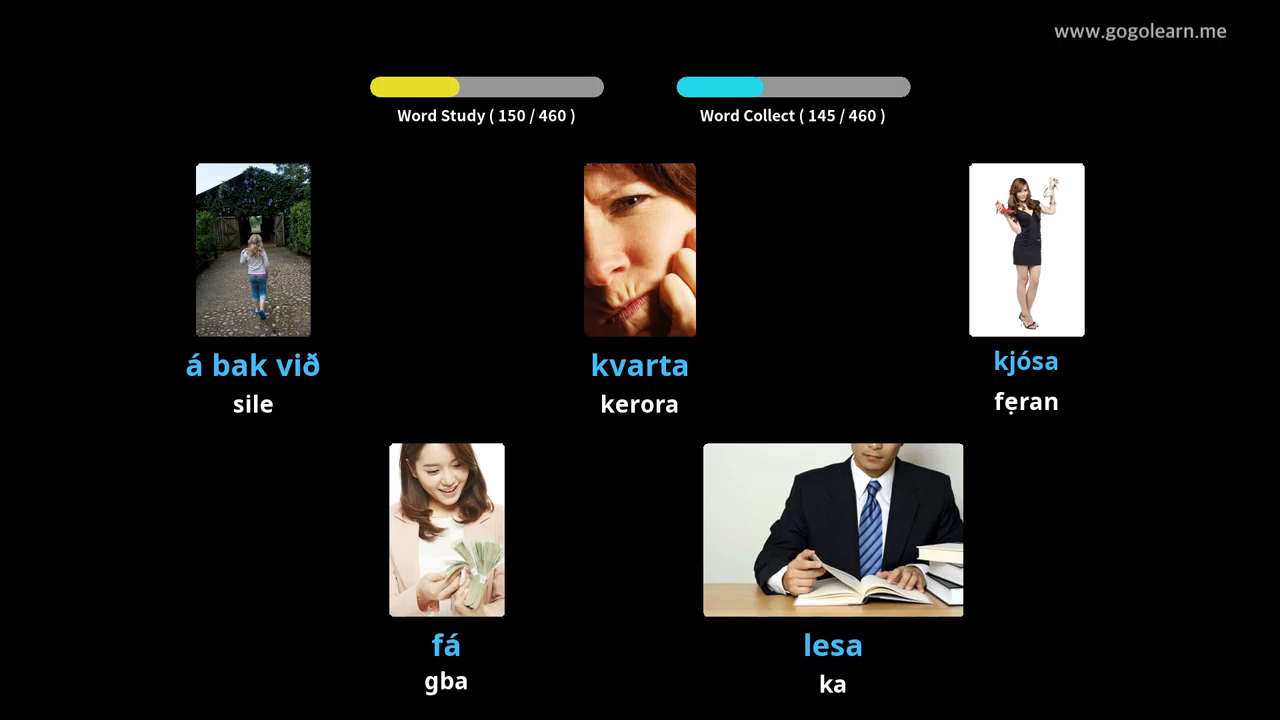 www.gogolearn.me
Word Study ( 150 / 460 )
Word Collect ( 145 / 460 )
á bak við
sile
kvarta
kerora
kjósa
fẹran
fá
gba
lesa
ka